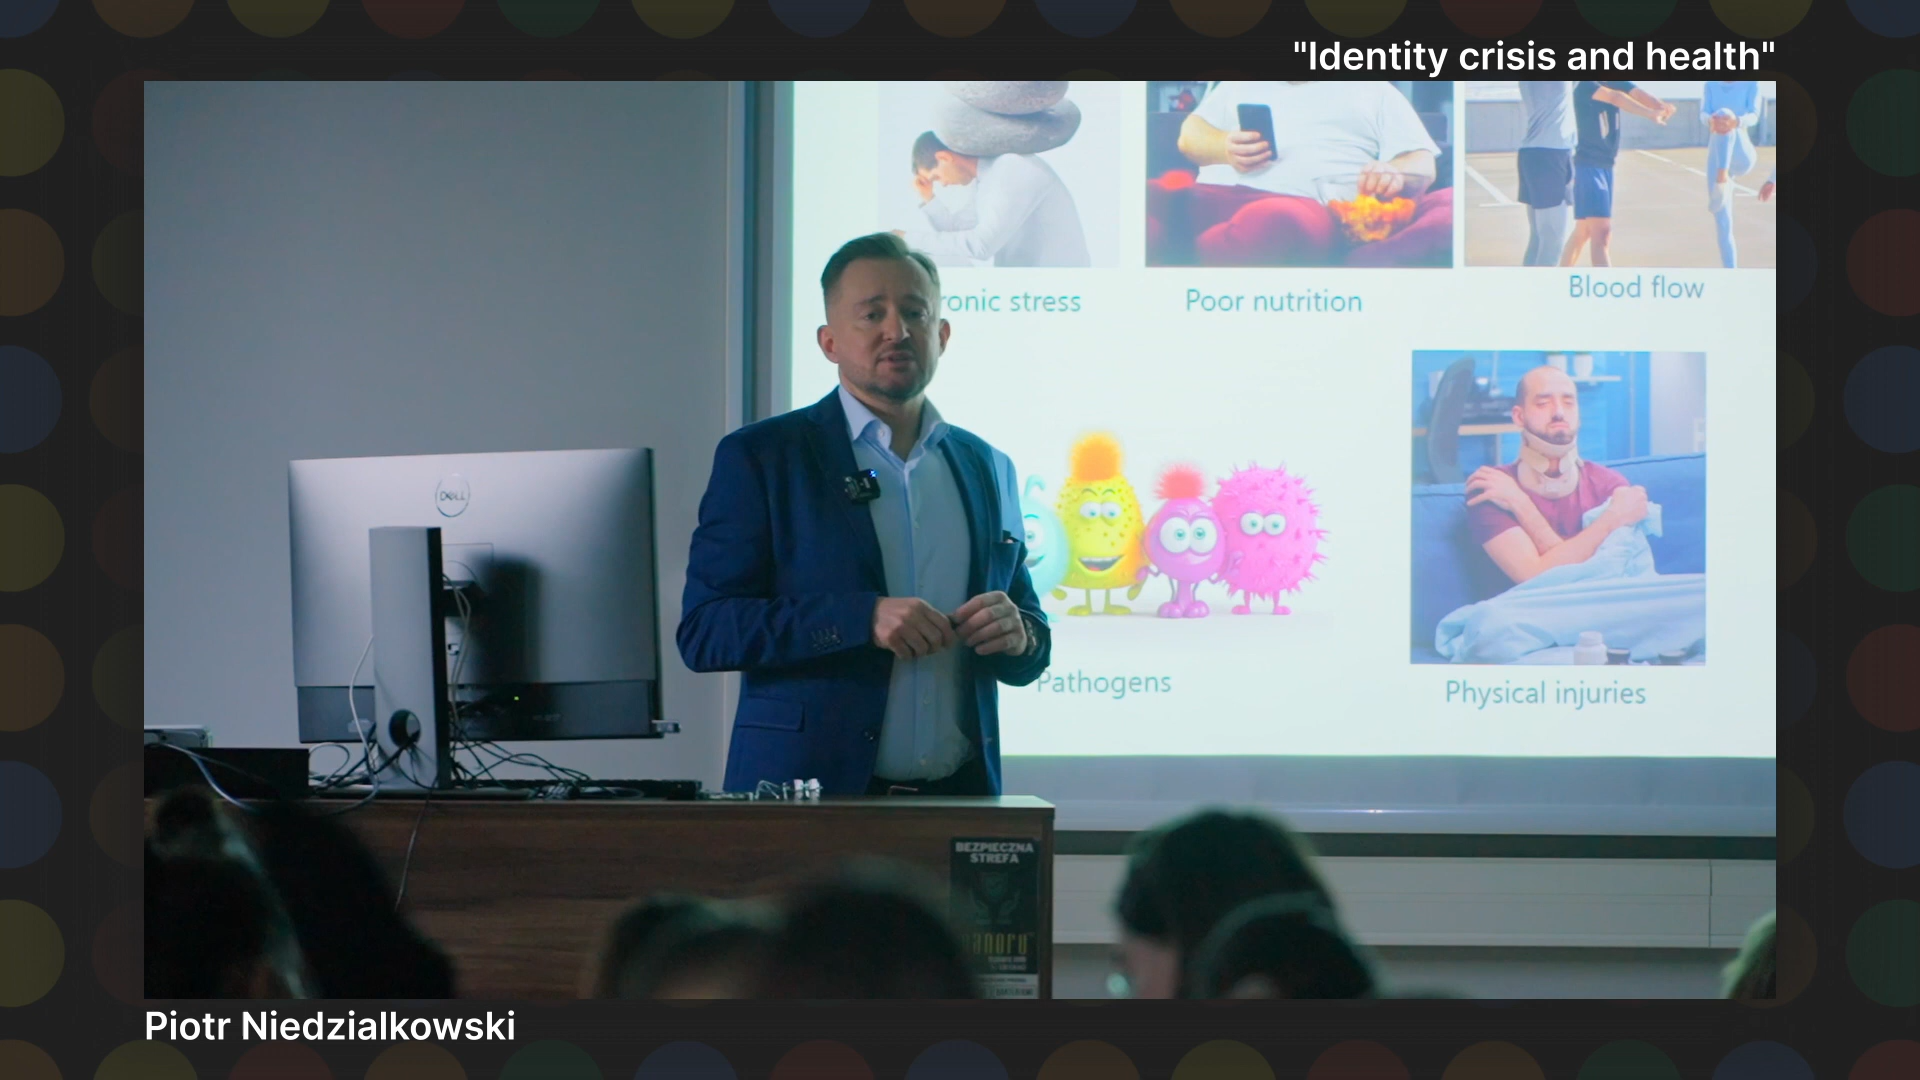 "Identity crisis and health"
ronic stress
Poor nutrition
Blood flow
DELL
Pathogens
Physical injuries
BEZPIECZNA
STREFA
Piotr Niedzialkowski